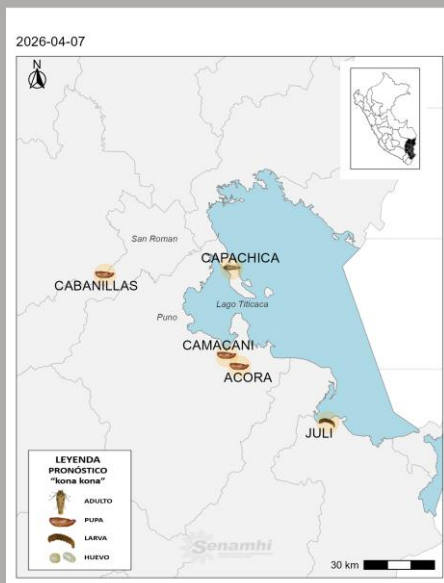 2026-04-07
N
San Roman
CAPACHICA
CABANILLAS
Lago Titicaca
Puno
CAMACANI
ACORA
JULI
LEYENDA
PRONÓSTICO
"kona kona"
ADULTO
PUPA
LARVA
HUEVO
Senamhi
30 km